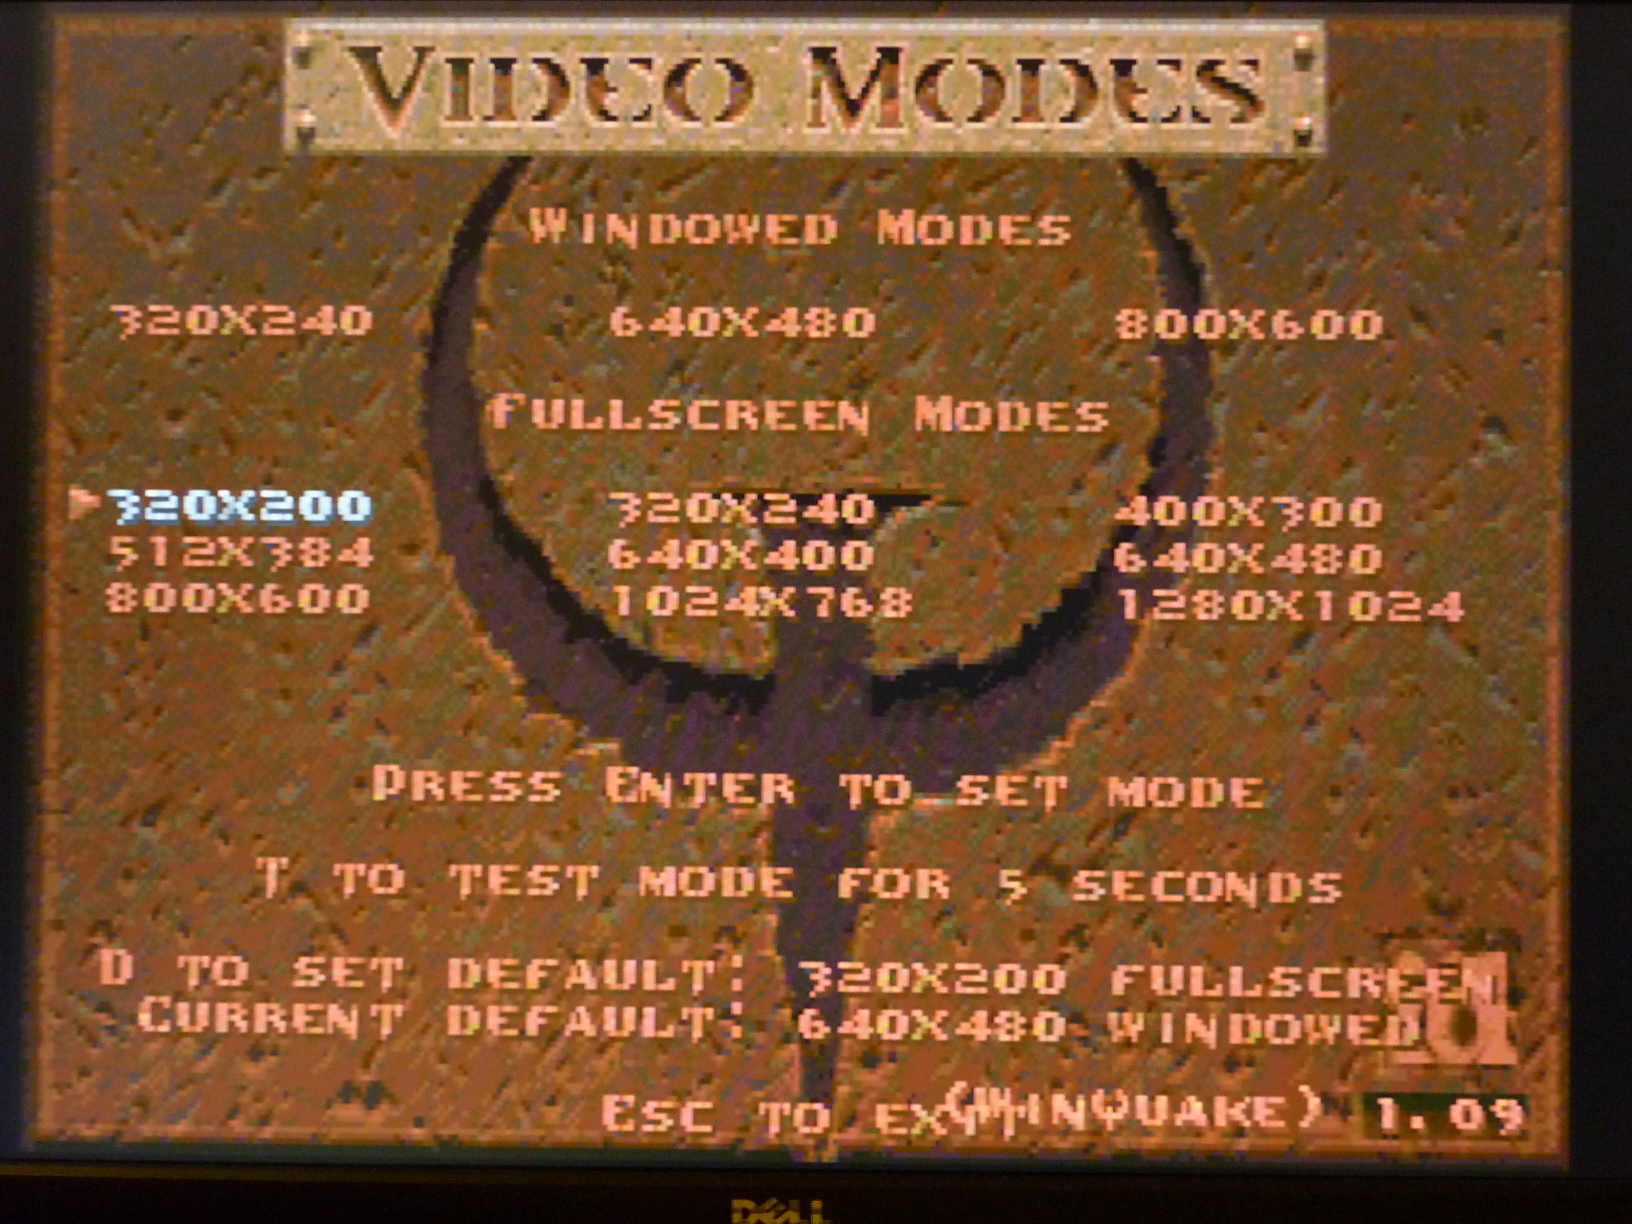 VIDEO MODES
WINDOWED MODES
320X240 640X480 800X600
FULLSCREEN MODES
320X200 320X240 400X300
512X384 640X400 640X480
800X600 1024X768 1280X1024
PRESS ENTER TO SET MODE
T TO TEST MODE FOR 5 SECONDS
D TO SET DEFAULT: 320X200 FULLSCREEN
CURRENT DEFAULT: 640X480 WINDOWED
ESC TO (WINQUAKE) 1.09
DELL